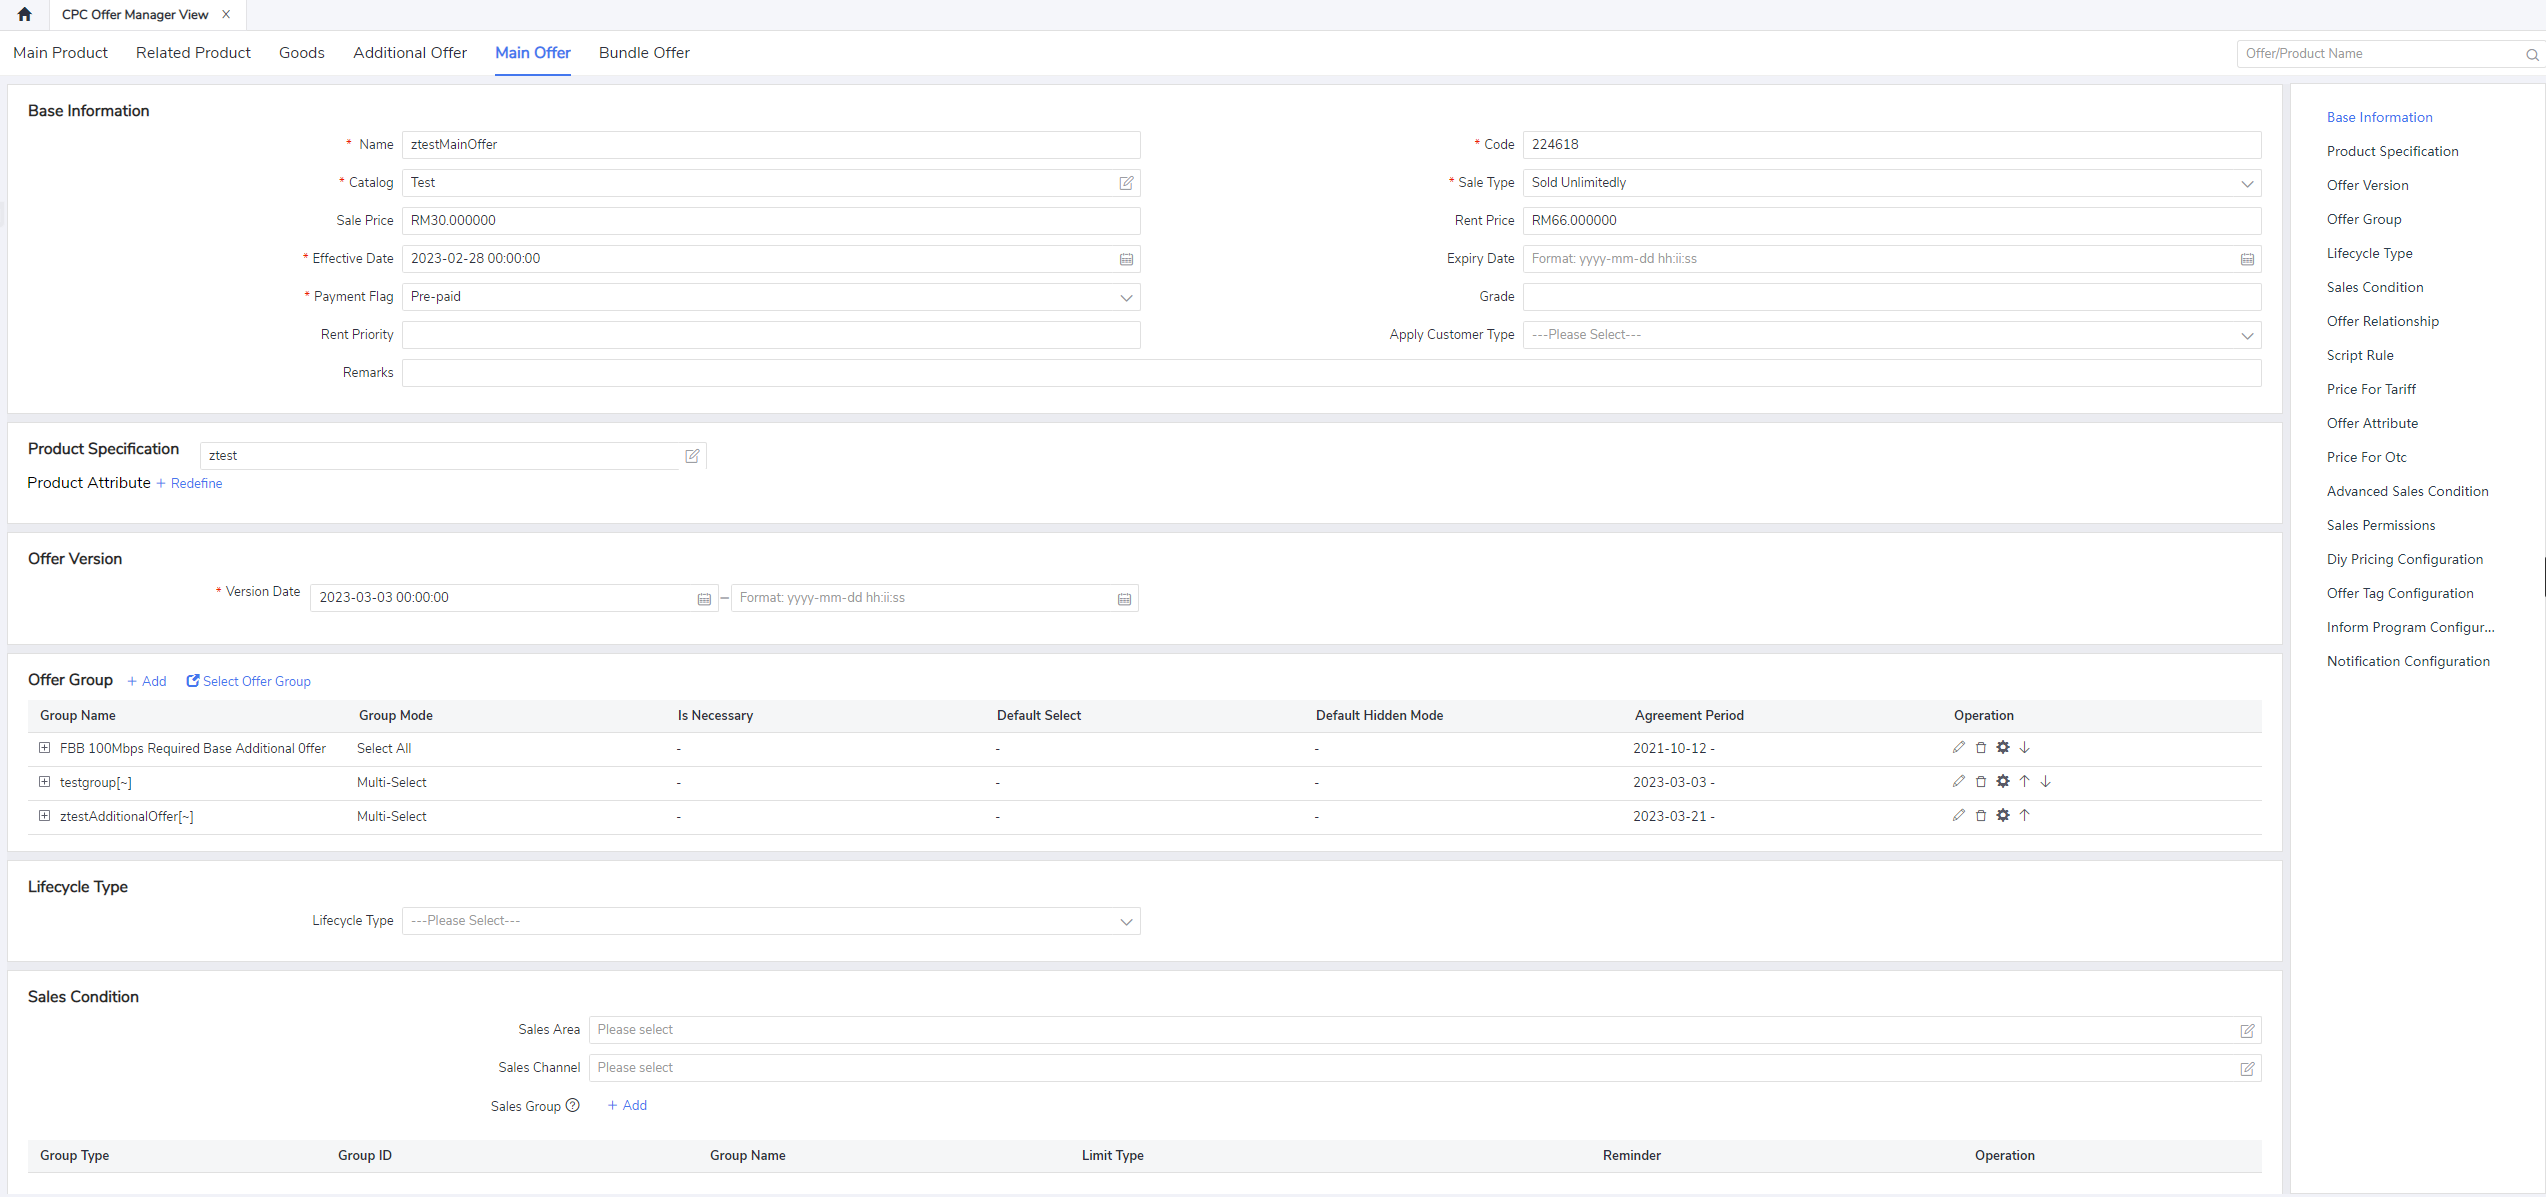 CPC Offer Manager View X
Main Product Related Product Goods Additional Offer Main Offer Bundle Offer Offer/Product Name
Base Information
* Name ztestMainOffer * Code 224618
* Catalog Test * Sale Type Sold Unlimitedly
Sale Price RM30.000000 Rent Price RM66.000000
* Effective Date 2023-02-28 00:00:00 Expiry Date Format: yyyy-mm-dd hh:ii:ss
* Payment Flag Pre-paid Grade
Rent Priority Apply Customer Type ---Please Select---
Remarks
Product Specification ztest
Product Attribute + Redefine
Offer Version
* Version Date 2023-03-03 00:00:00 – Format: yyyy-mm-dd hh:ii:ss
Offer Group + Add Select Offer Group
Group Name Group Mode Is Necessary Default Select Default Hidden Mode Agreement Period Operation
FBB 100Mbps Required Base Additional Offer Select All - - - 2021-10-12 -
testgroup[~] Multi-Select - - - 2023-03-03 -
ztestAdditionalOffer[~] Multi-Select - - - 2023-03-21 -
Lifecycle Type
Lifecycle Type ---Please Select---
Sales Condition
Sales Area Please select
Sales Channel Please select
Sales Group ? + Add
Group Type Group ID Group Name Limit Type Reminder Operation
Base Information
Product Specification
Offer Version
Offer Group
Lifecycle Type
Sales Condition
Offer Relationship
Script Rule
Price For Tariff
Offer Attribute
Price For Otc
Advanced Sales Condition
Sales Permissions
Diy Pricing Configuration
Offer Tag Configuration
Inform Program Configur...
Notification Configuration